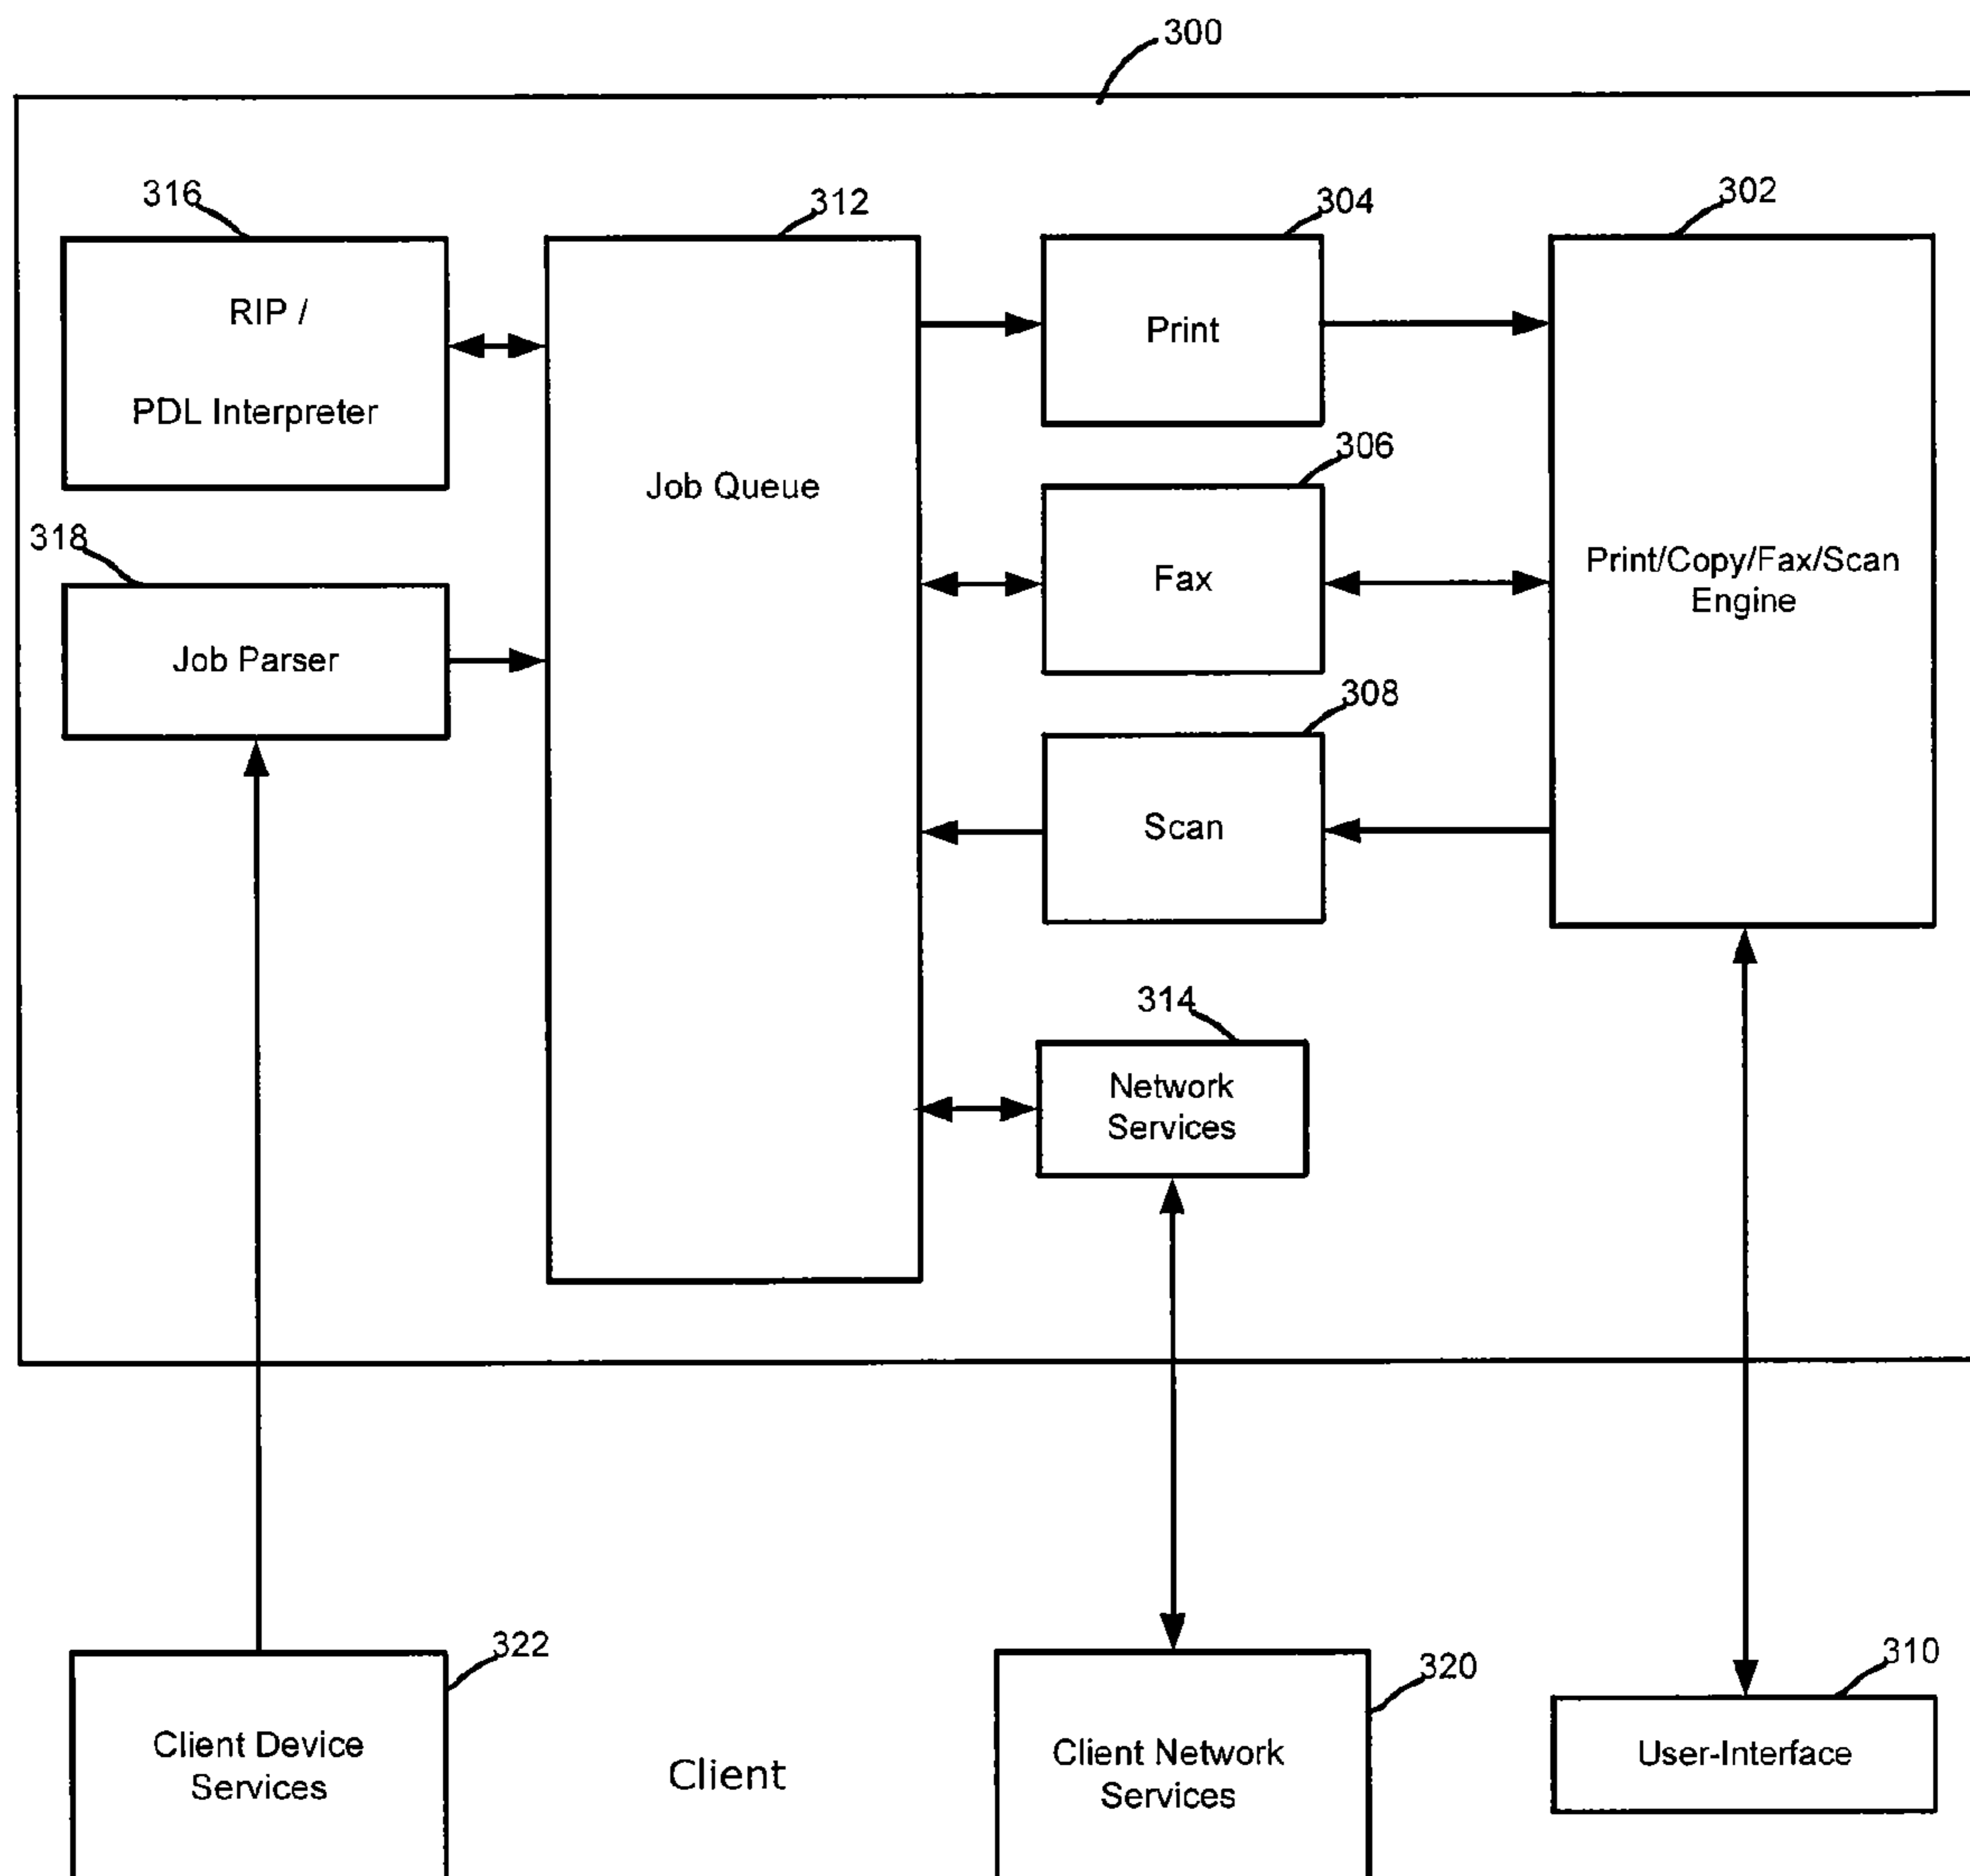 300
316
312
304
302
RIP /
PDL Interpreter
Print
306
Job Queue
318
Fax
Print/Copy/Fax/Scan
Engine
Job Parser
308
Scan
314
Network
Services
322
320
310
Client Device
Services
Client
Client Network
Services
User-Interface